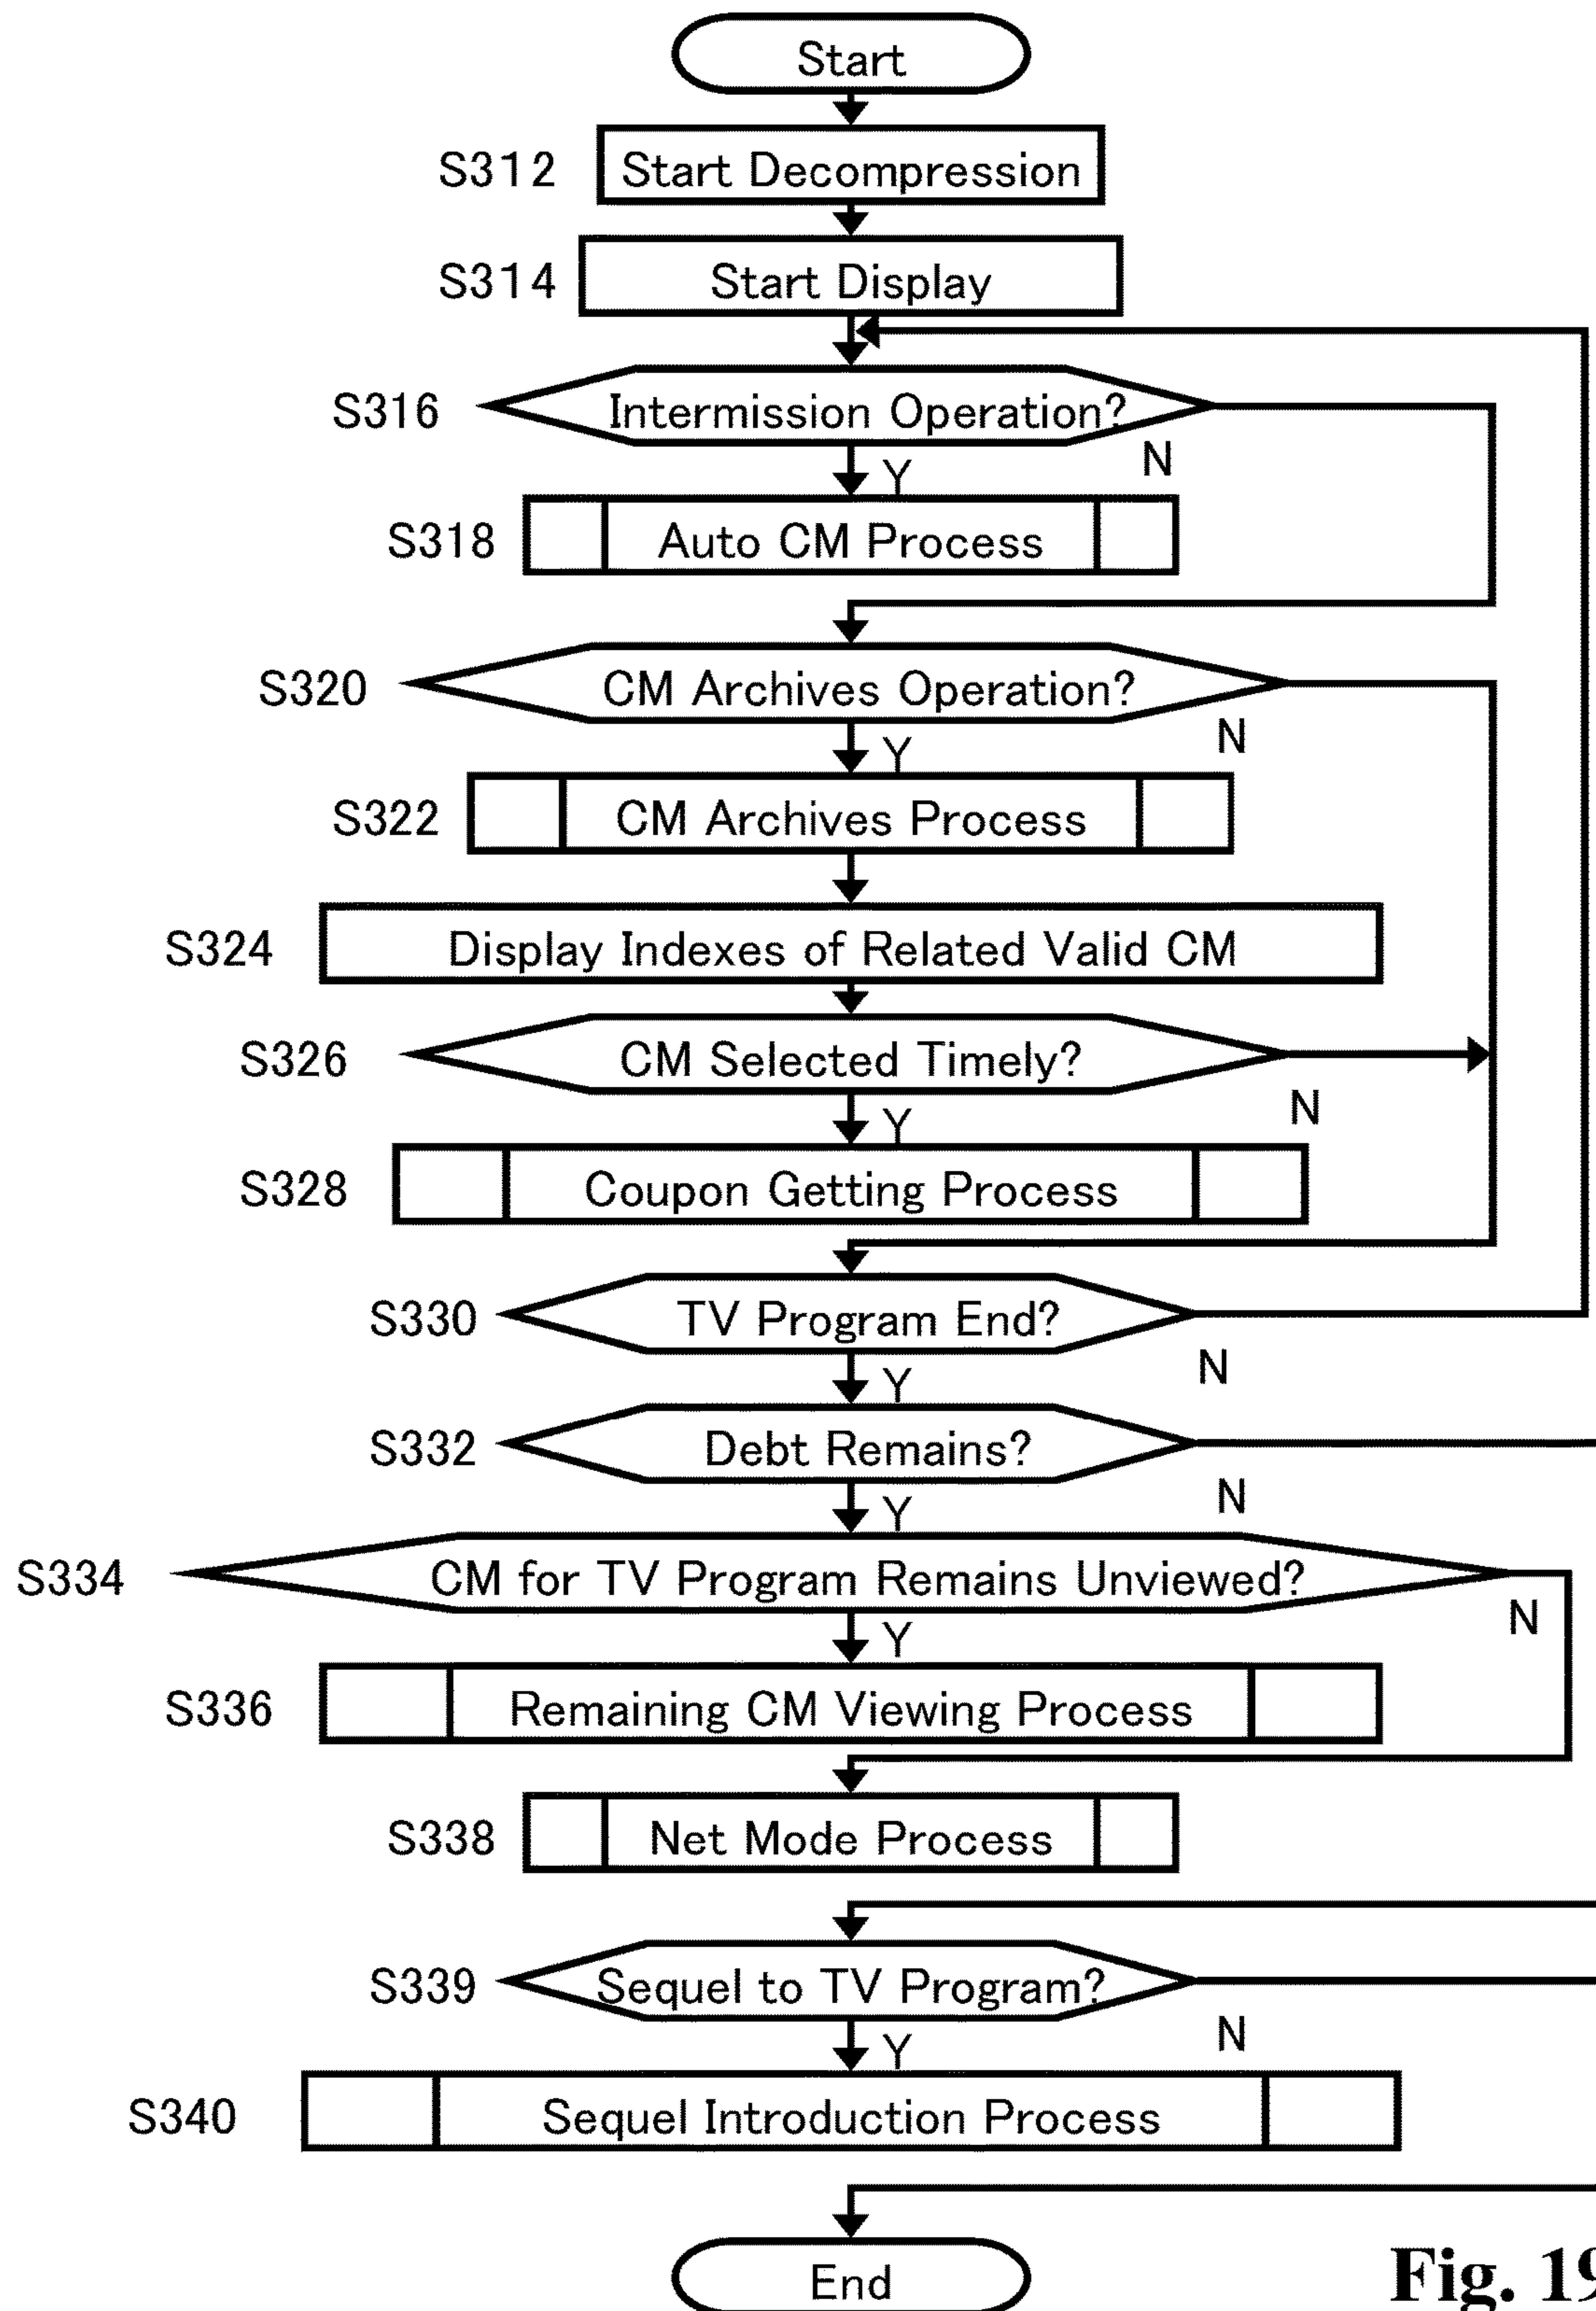 Start
S312 Start Decompression
S314 Start Display
S316 Intermission Operation?
Y N
S318 Auto CM Process
S320 CM Archives Operation?
Y N
S322 CM Archives Process
S324 Display Indexes of Related Valid CM
S326 CM Selected Timely?
Y N
S328 Coupon Getting Process
S330 TV Program End?
Y N
S332 Debt Remains?
Y N
S334 CM for TV Program Remains Unviewed?
Y N
S336 Remaining CM Viewing Process
S338 Net Mode Process
S339 Sequel to TV Program?
Y N
S340 Sequel Introduction Process
End
Fig. 19